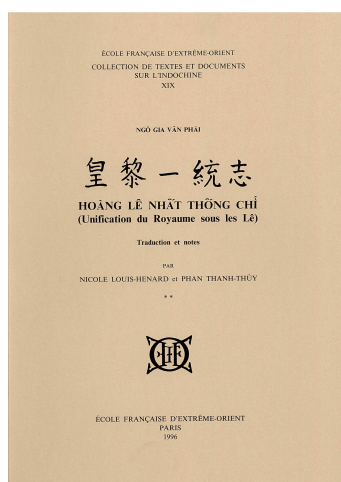 ÉCOLE FRANÇAISE D'EXTRÊME-ORIENT
COLLECTION DE TEXTES ET DOCUMENTS
SUR L'INDOCHINE
XIX
NGÔ GIA VĂN PHÁI
皇黎一統志
HOÀNG LÊ NHẤT THỐNG CHÍ
(Unification du Royaume sous les Lê)
Traduction et notes
PAR
NICOLE LOUIS-HENARD et PHAN THANH-THỦY
* *
ÉCOLE FRANÇAISE D'EXTRÊME-ORIENT
PARIS
1996